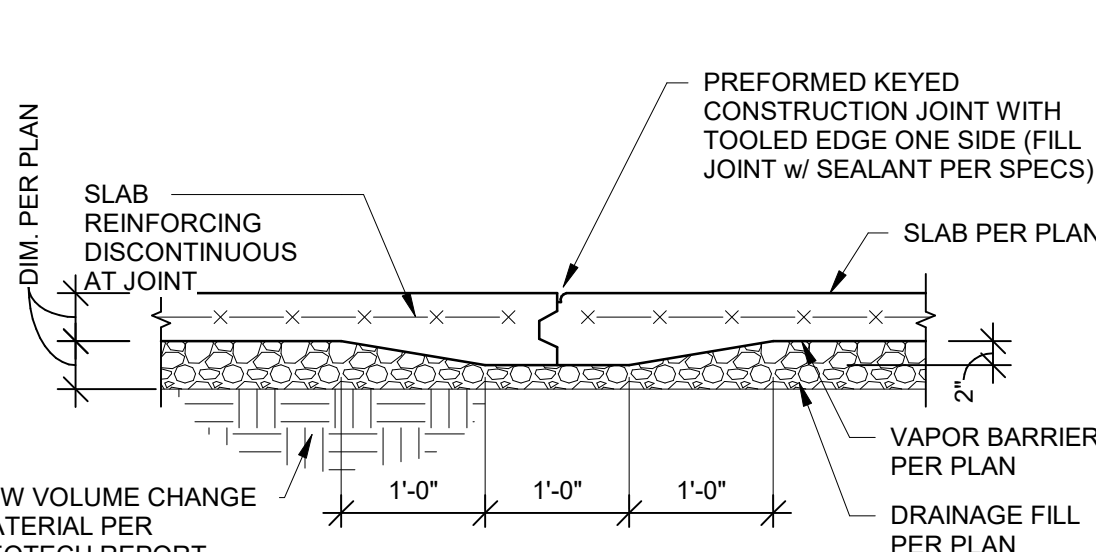 PREFORMED KEYED
CONSTRUCTION JOINT WITH
TOOLED EDGE ONE SIDE (FILL
JOINT w/ SEALANT PER SPECS)
DIM. PER PLAN
SLAB
REINFORCING
DISCONTINUOUS
AT JOINT
SLAB PER PLAN
2"
VAPOR BARRIER
PER PLAN
1'-0" 1'-0" 1'-0"
W VOLUME CHANGE
ATERIAL PER
DRAINAGE FILL
PER PLAN
EOTECH REPORT